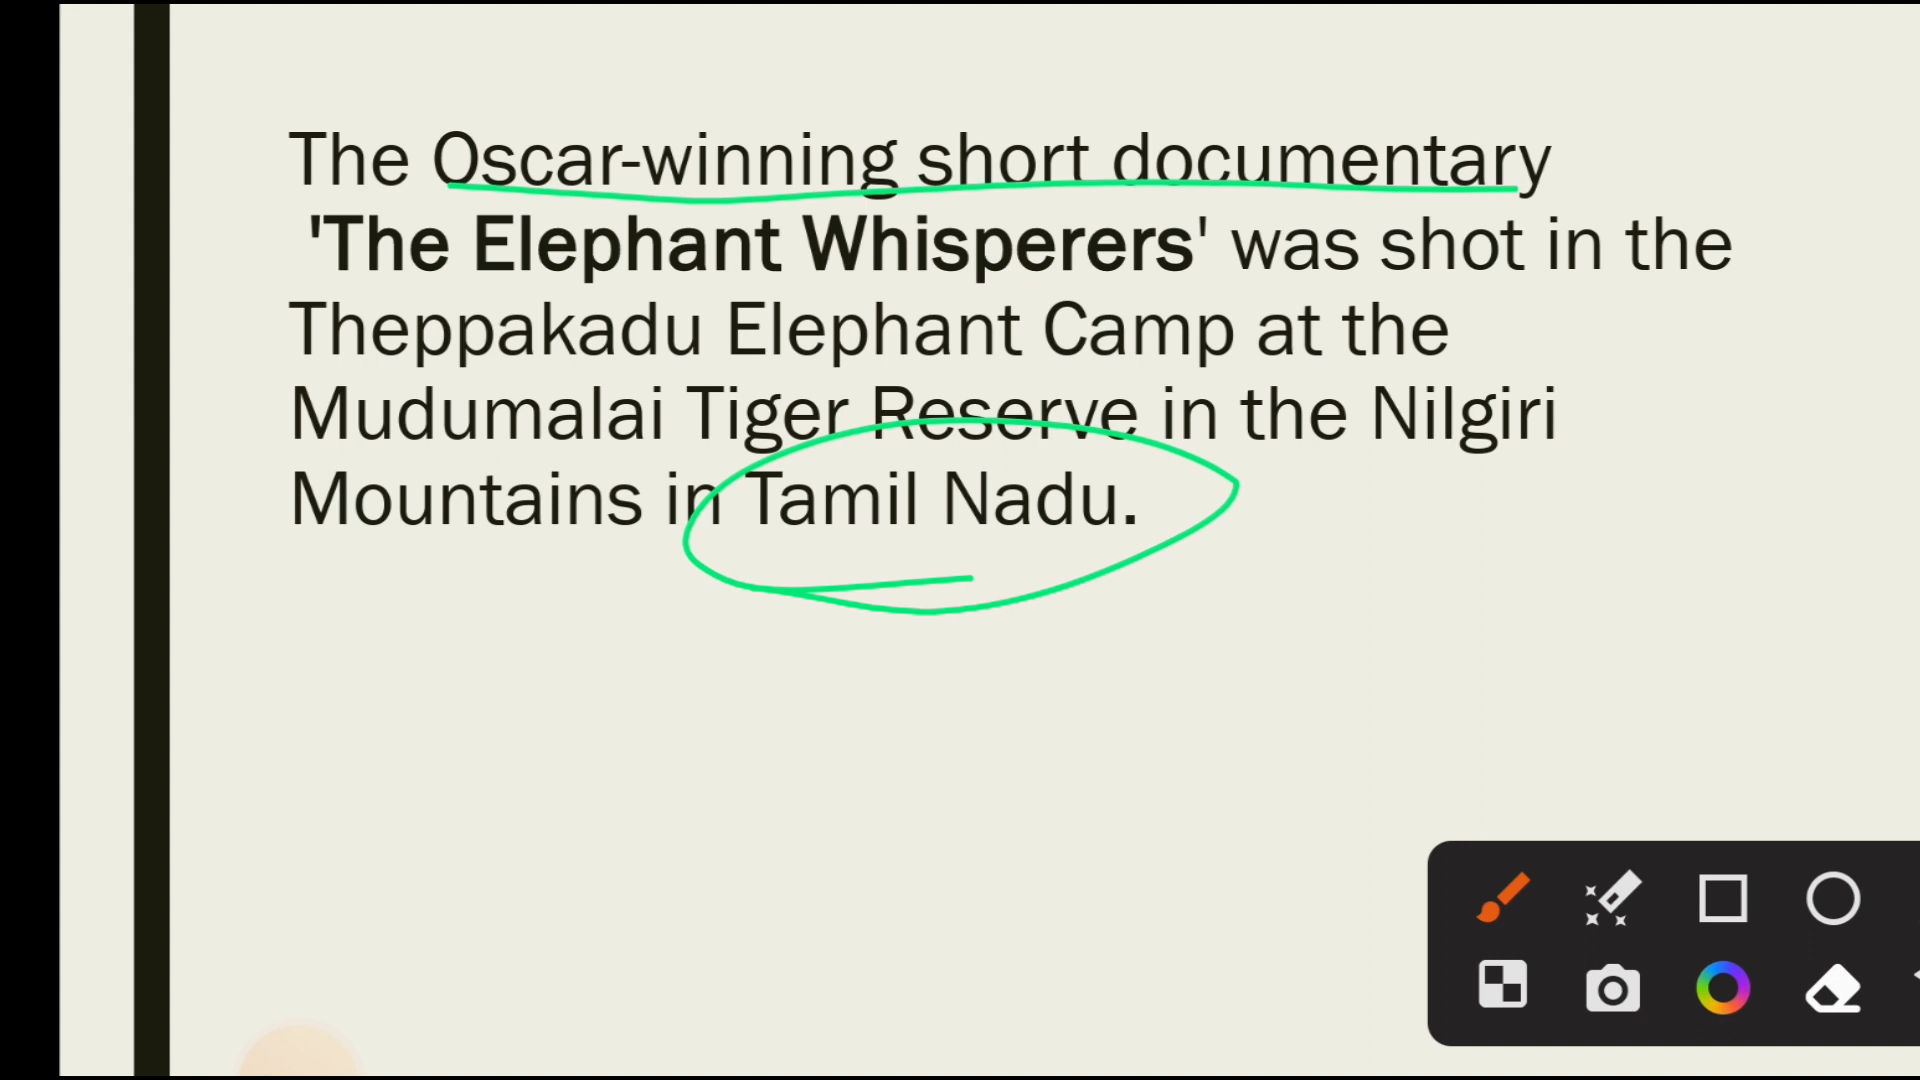 The Oscar-winning short documentary
'The Elephant Whisperers' was shot in the
Theppakadu Elephant Camp at the
Mudumalai Tiger Reserve in the Nilgiri
Mountains in Tamil Nadu.